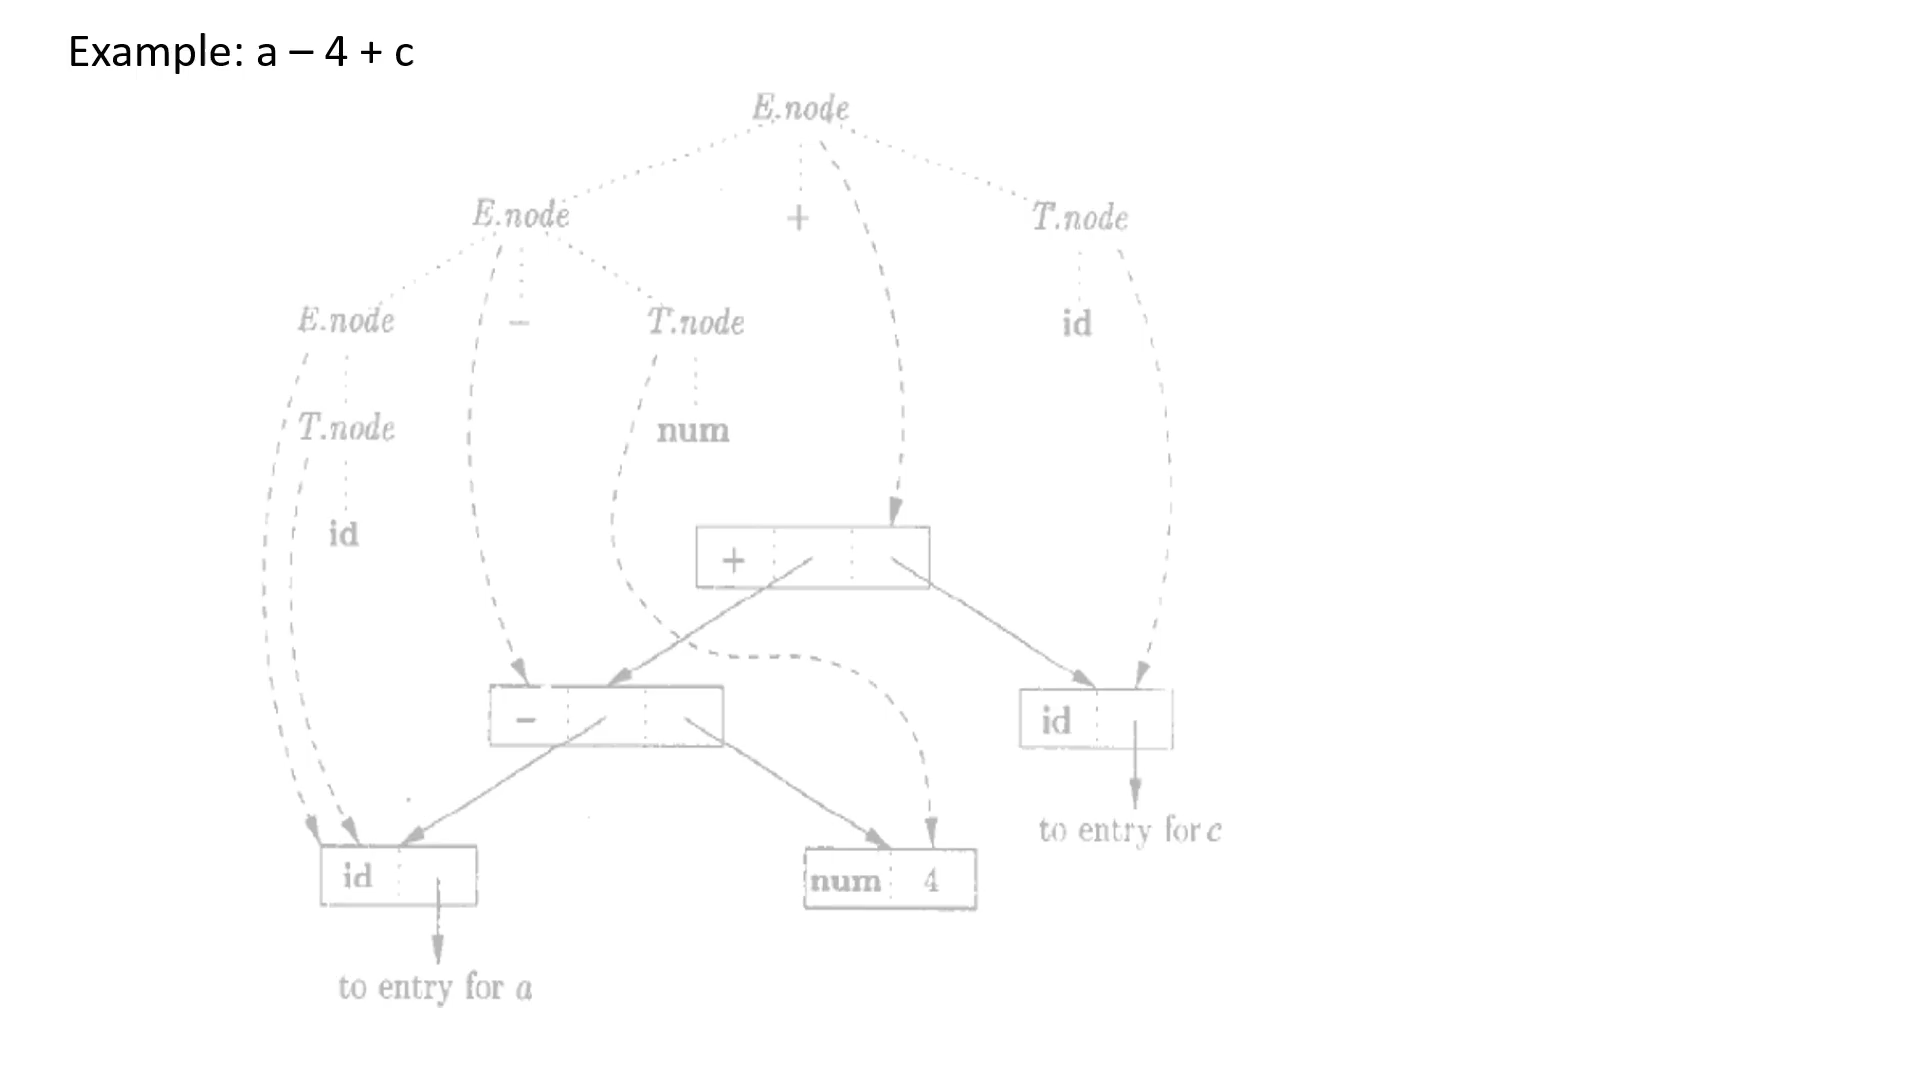 Example: a – 4 + c
E.node
E.node + T.node
E.node – T.node id
T.node num
id
+
– id
to entry for c
id num 4
to entry for a